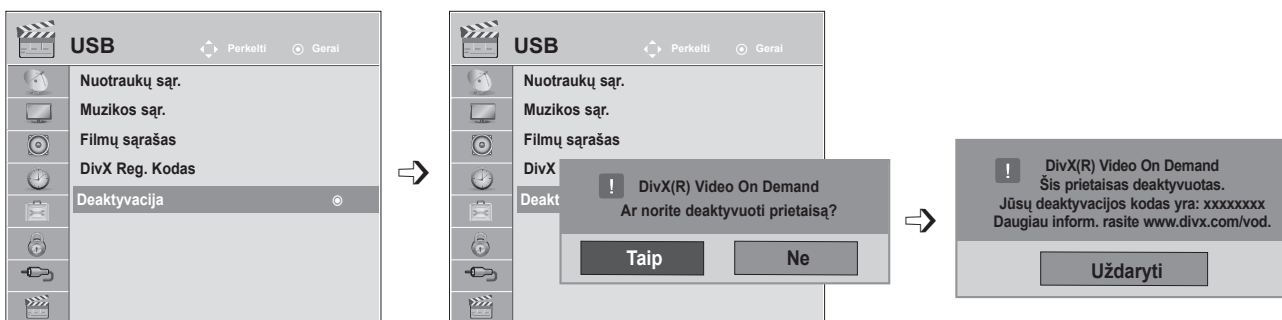 USB Perkelti Gerai
Nuotraukų sąr.
Muzikos sąr.
Filmų sąrašas
DivX Reg. Kodas
Deaktyvacija
USB Perkelti Gerai
Nuotraukų sąr.
Muzikos sąr.
Filmų sąrašas
DivX
Deakt
! DivX(R) Video On Demand
Ar norite deaktyvuoti prietaisą?
Taip Ne
! DivX(R) Video On Demand
Šis prietaisas deaktyvuotas.
Jūsų deaktyvacijos kodas yra: xxxxxxxx
Daugiau inform. rasite www.divx.com/vod.
Uždaryti